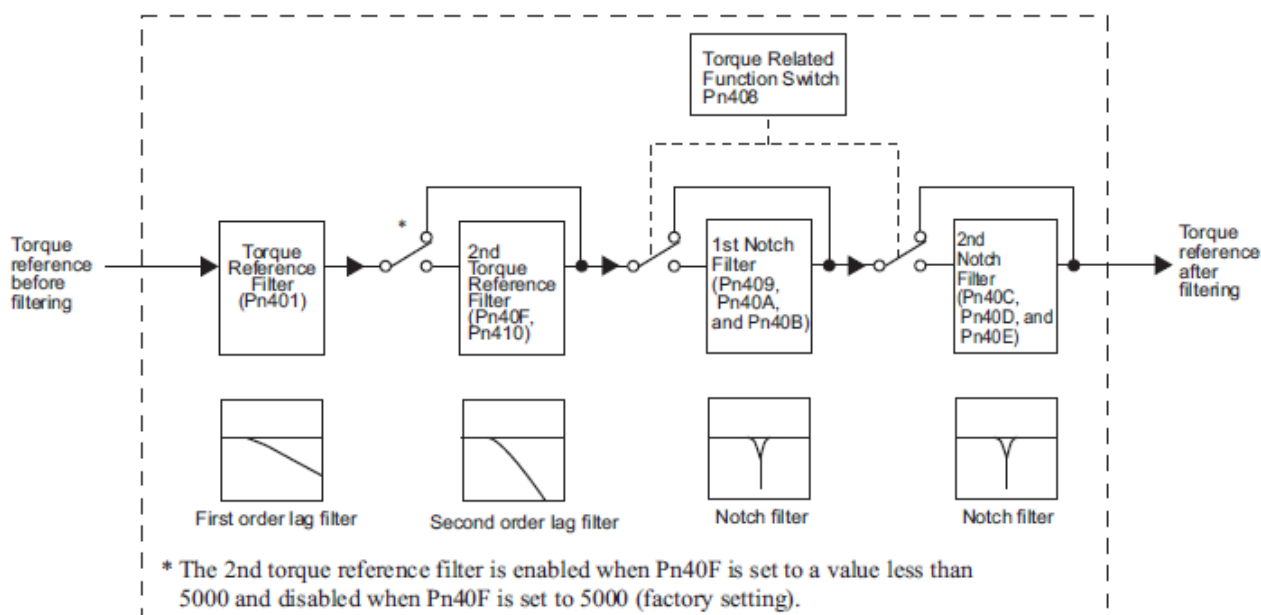 Torque Related
Function Switch
Pn408
Torque
reference
before
filtering
Torque
Reference
Filter
(Pn401)
*
2nd
Torque
Reference
Filter
(Pn40F,
Pn410)
1st Notch
Filter
(Pn409,
Pn40A,
and Pn40B)
2nd
Notch
Filter
(Pn40C,
Pn40D, and
Pn40E)
Torque
reference
after
filtering
First order lag filter
Second order lag filter
Notch filter
Notch filter
* The 2nd torque reference filter is enabled when Pn40F is set to a value less than
5000 and disabled when Pn40F is set to 5000 (factory setting).